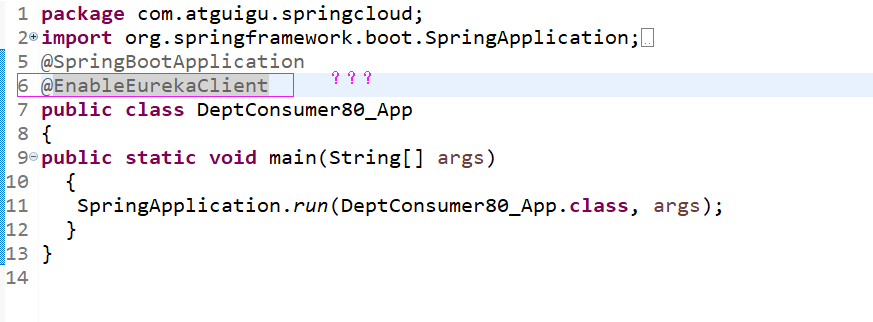 1 package com.atguigu.springcloud;
2 import org.springframework.boot.SpringApplication;
5 @SpringBootApplication
6 @EnableEurekaClient ？？？
7 public class DeptConsumer80_App
8 {
9 public static void main(String[] args)
10 {
11 SpringApplication.run(DeptConsumer80_App.class, args);
12 }
13 }
14